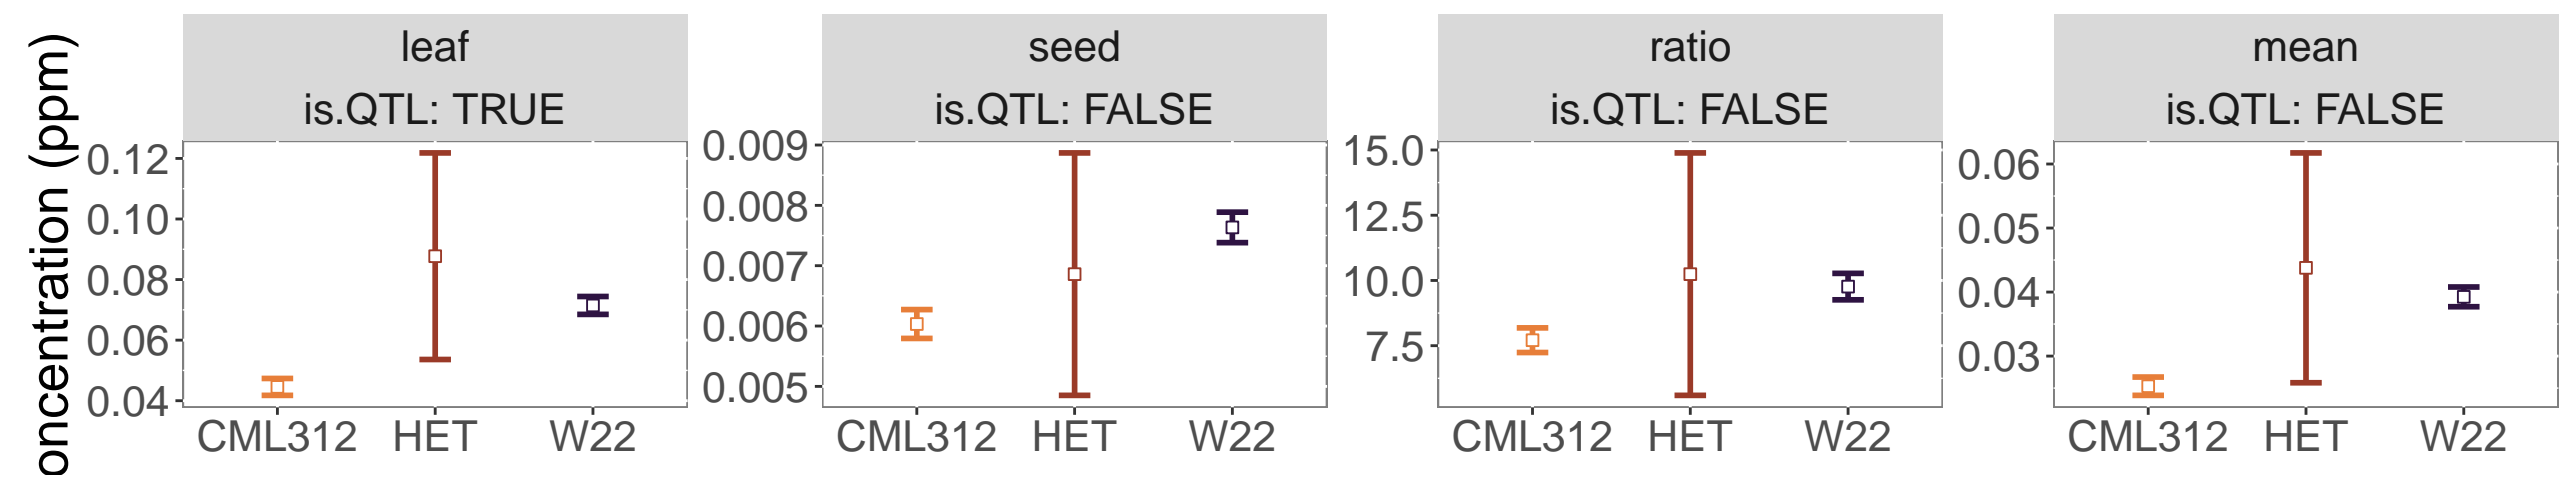 oncentration (ppm)
leaf
is.QTL: TRUE
0.12
0.10
0.08
0.06
0.04
CML312 HET W22
seed
is.QTL: FALSE
0.009
0.008
0.007
0.006
0.005
CML312 HET W22
ratio
is.QTL: FALSE
15.0
12.5
10.0
7.5
CML312 HET W22
mean
is.QTL: FALSE
0.06
0.05
0.04
0.03
CML312 HET W22